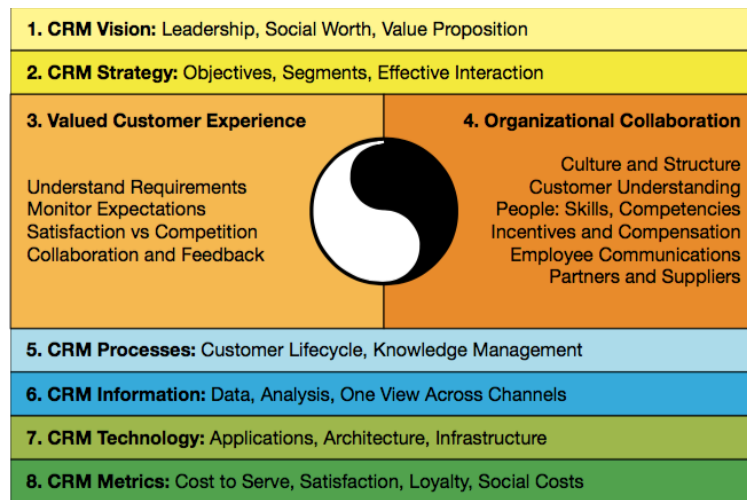 1. CRM Vision: Leadership, Social Worth, Value Proposition
2. CRM Strategy: Objectives, Segments, Effective Interaction
3. Valued Customer Experience
Understand Requirements
Monitor Expectations
Satisfaction vs Competition
Collaboration and Feedback
4. Organizational Collaboration
Culture and Structure
Customer Understanding
People: Skills, Competencies
Incentives and Compensation
Employee Communications
Partners and Suppliers
5. CRM Processes: Customer Lifecycle, Knowledge Management
6. CRM Information: Data, Analysis, One View Across Channels
7. CRM Technology: Applications, Architecture, Infrastructure
8. CRM Metrics: Cost to Serve, Satisfaction, Loyalty, Social Costs